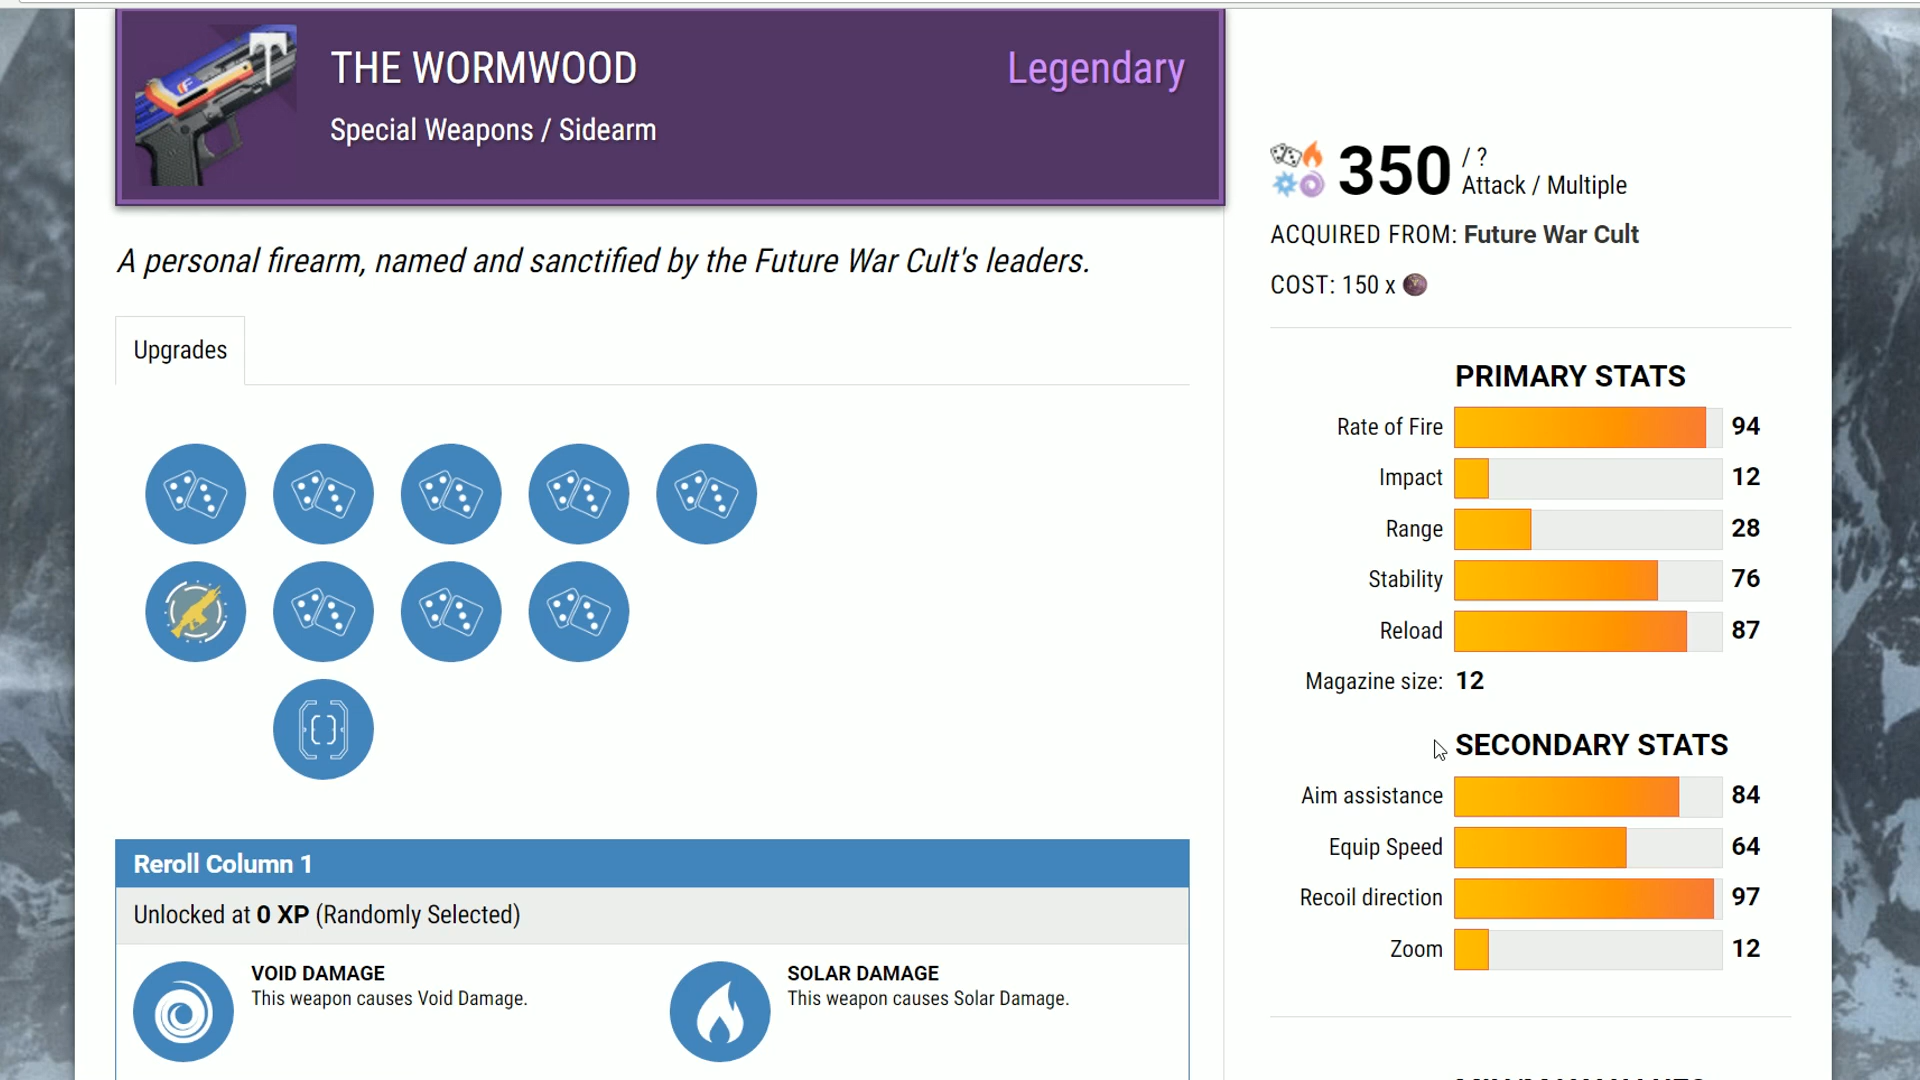 THE WORMWOOD
Legendary
Special Weapons / Sidearm
A personal firearm, named and sanctified by the Future War Cult's leaders.
Upgrades
Reroll Column 1
Unlocked at 0 XP (Randomly Selected)
VOID DAMAGE
This weapon causes Void Damage.
SOLAR DAMAGE
This weapon causes Solar Damage.
350 / ?
Attack / Multiple
ACQUIRED FROM: Future War Cult
COST: 150 x
PRIMARY STATS
Rate of Fire 94
Impact 12
Range 28
Stability 76
Reload 87
Magazine size: 12
SECONDARY STATS
Aim assistance 84
Equip Speed 64
Recoil direction 97
Zoom 12